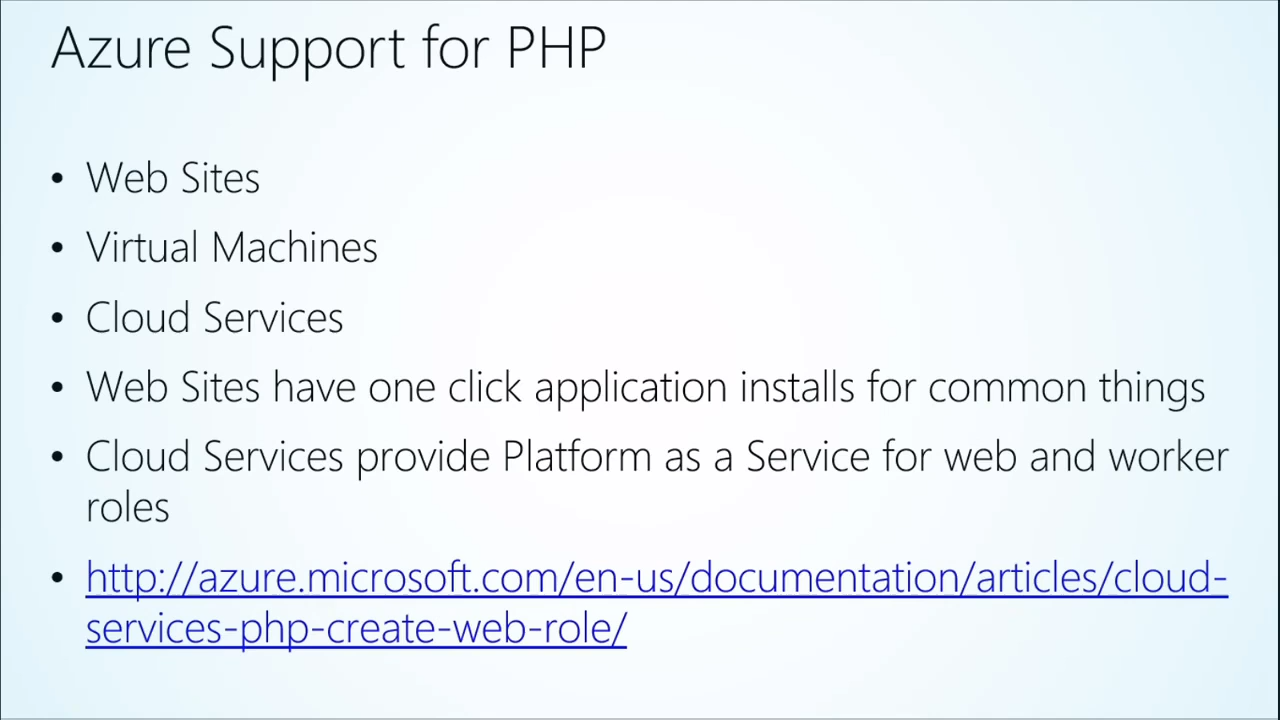 Azure Support for PHP
• Web Sites
• Virtual Machines
• Cloud Services
• Web Sites have one click application installs for common things
• Cloud Services provide Platform as a Service for web and worker
roles
• http://azure.microsoft.com/en-us/documentation/articles/cloud-
services-php-create-web-role/